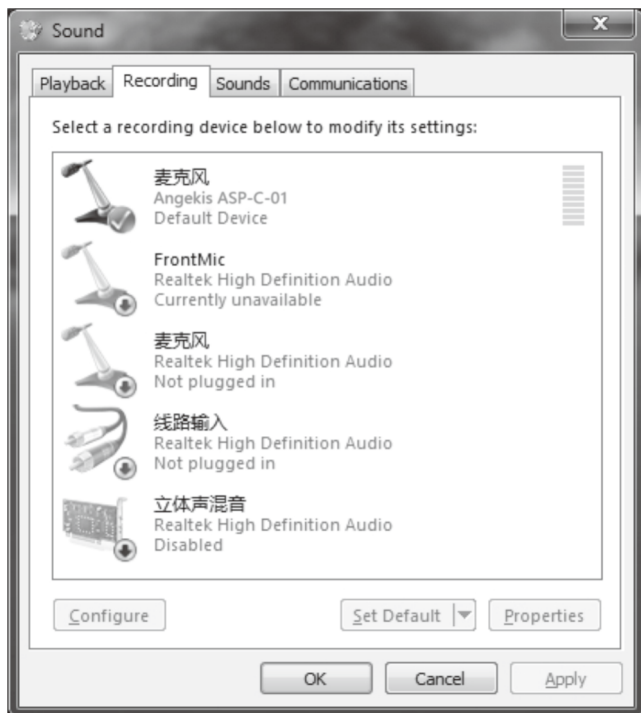 Sound
Playback Recording Sounds Communications
Select a recording device below to modify its settings:
麦克风
Angekis ASP-C-01
Default Device
FrontMic
Realtek High Definition Audio
Currently unavailable
麦克风
Realtek High Definition Audio
Not plugged in
线路输入
Realtek High Definition Audio
Not plugged in
立体声混音
Realtek High Definition Audio
Disabled
Configure Set Default Properties
OK Cancel Apply